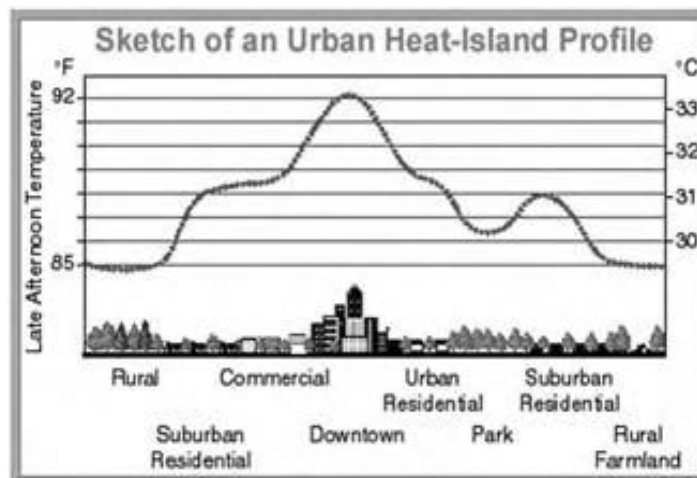 Sketch of an Urban Heat-Island Profile
°F
°C
Late Afternoon Temperature
92
85
33
32
31
30
Rural
Commercial
Urban
Residential
Suburban
Residential
Suburban
Residential
Downtown
Park
Rural
Farmland